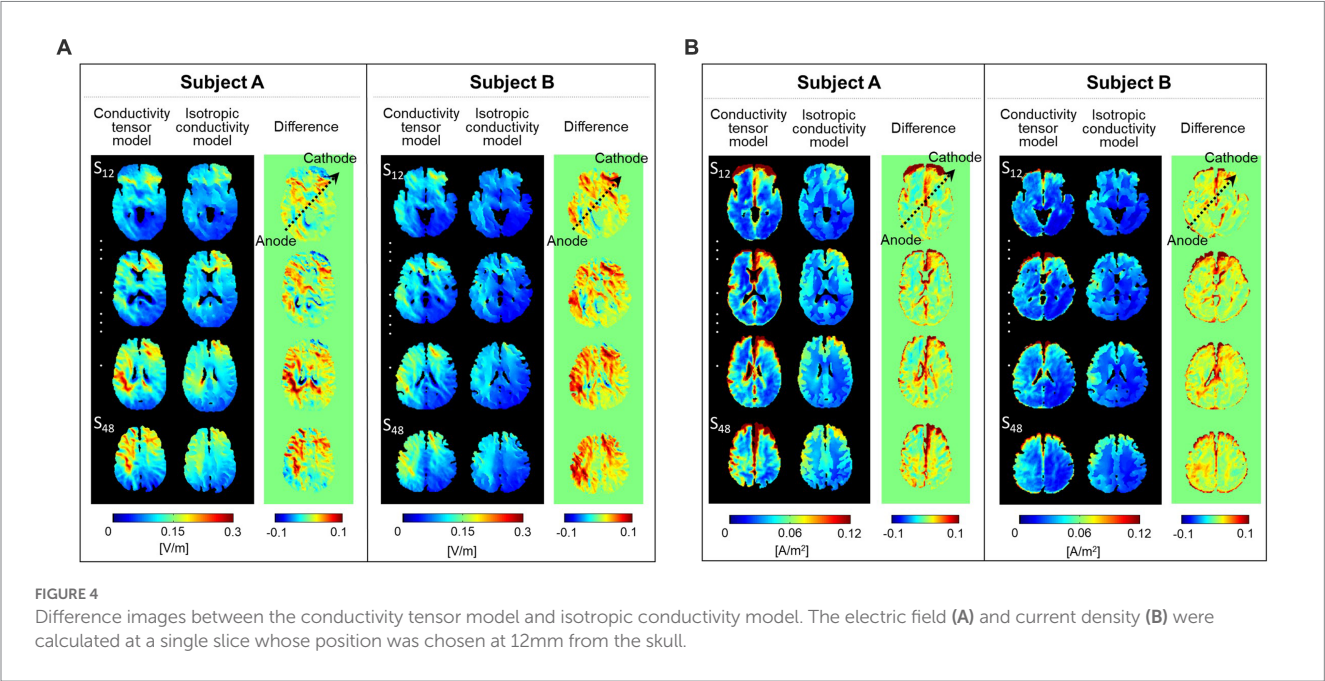 A
Subject A
Subject B
Conductivity tensor model
Isotropic conductivity model
Difference
Conductivity tensor model
Isotropic conductivity model
Difference
S12
Cathode
Anode
S48
S12
Cathode
Anode
S48
0 0.15 0.3
[V/m]
-0.1 0.1
0 0.15 0.3
[V/m]
-0.1 0.1
B
Subject A
Subject B
Conductivity tensor model
Isotropic conductivity model
Difference
Conductivity tensor model
Isotropic conductivity model
Difference
S12
Cathode
Anode
S48
S12
Cathode
Anode
S48
0 0.06 0.12
[A/m²]
-0.1 0.1
0 0.06 0.12
[A/m²]
-0.1 0.1
FIGURE 4
Difference images between the conductivity tensor model and isotropic conductivity model. The electric field (A) and current density (B) were
calculated at a single slice whose position was chosen at 12mm from the skull.